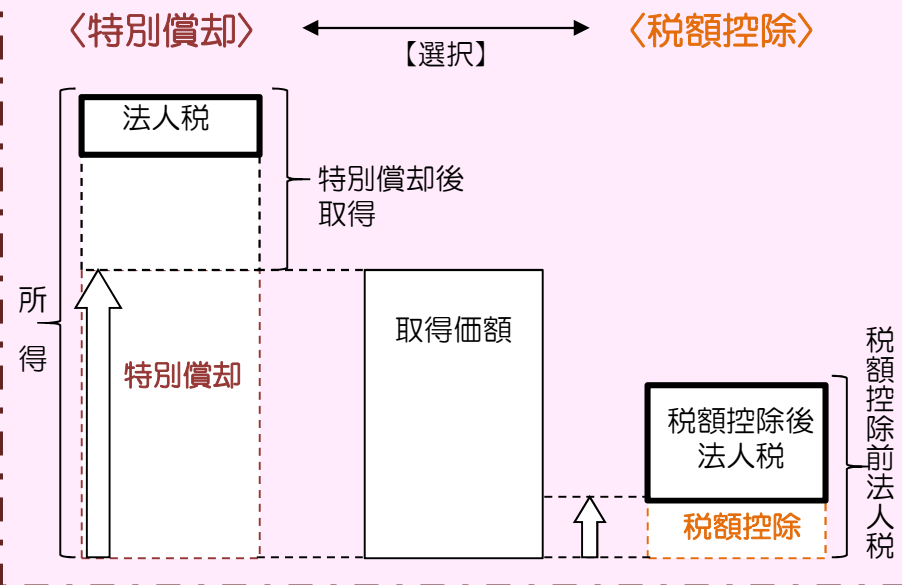 〈特別償却〉
【選択】
〈税額控除〉
法人税
特別償却後
取得
所得
特別償却
取得価額
税額控除後
法人税
税額控除
税額控除前法人税